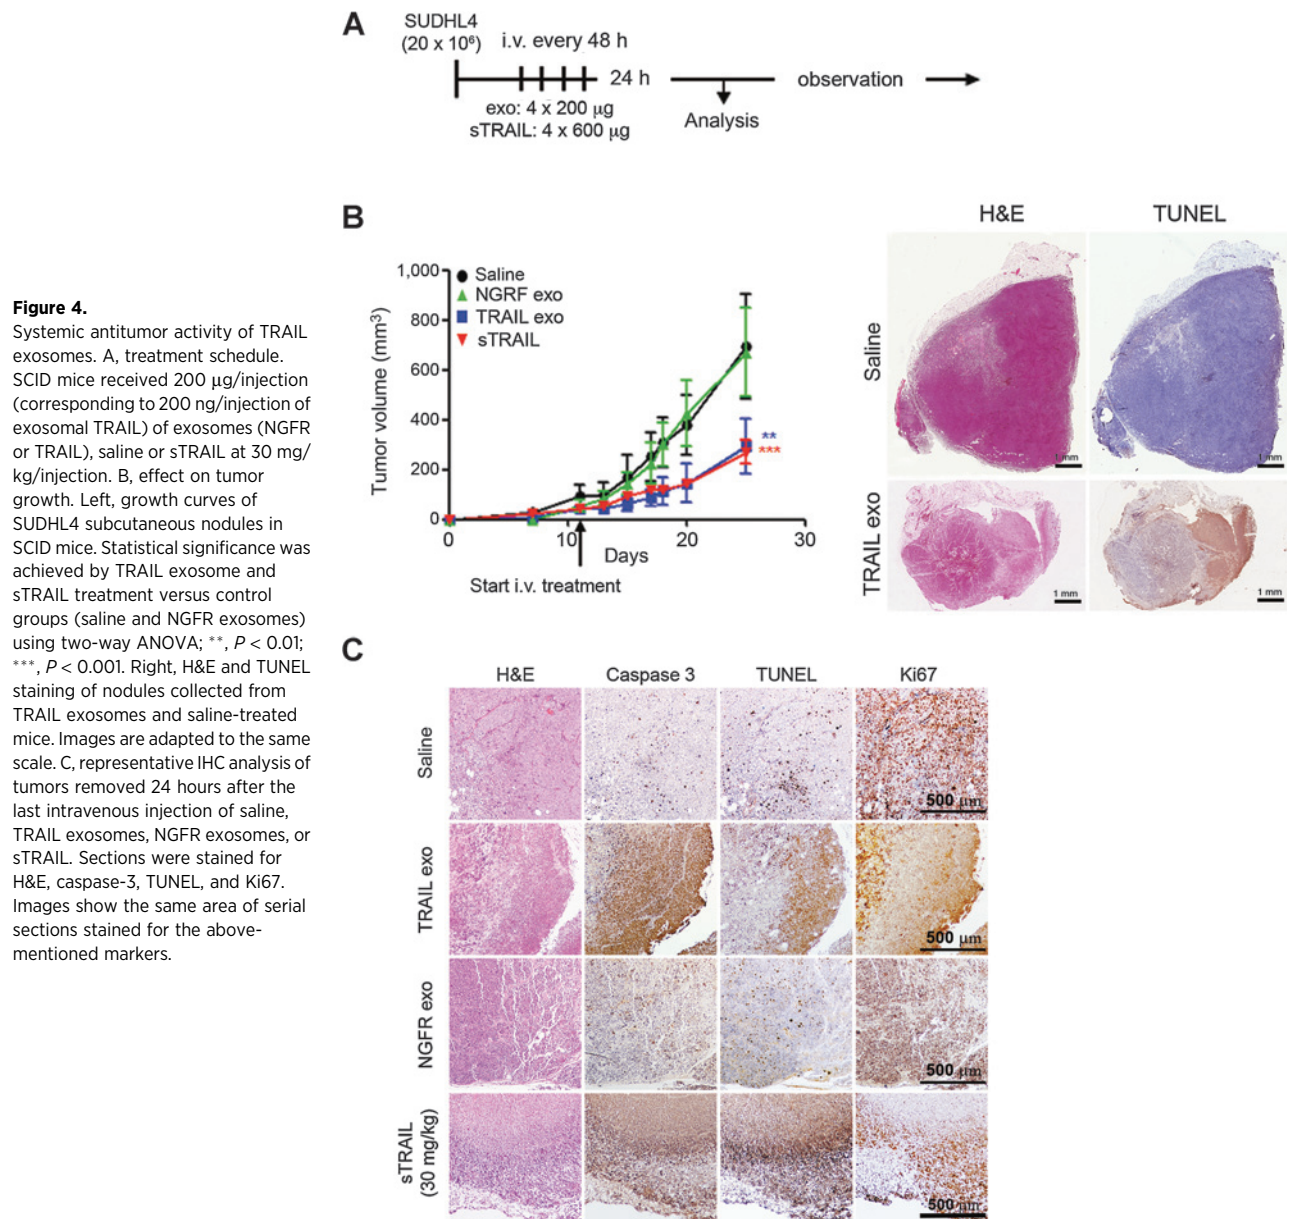 A
SUDHL4
(20 x 10⁶)
i.v. every 48 h
24 h
observation
exo: 4 x 200 µg
sTRAIL: 4 x 600 µg
Analysis
B
Tumor volume (mm³)
1,000
800
600
400
200
0
0
10
20
30
Days
Saline
NGRF exo
TRAIL exo
sTRAIL
**
***
Start i.v. treatment
H&E
TUNEL
Saline
1 mm
1 mm
TRAIL exo
1 mm
1 mm
Figure 4.
Systemic antitumor activity of TRAIL
exosomes. A, treatment schedule.
SCID mice received 200 µg/injection
(corresponding to 200 ng/injection of
exosomal TRAIL) of exosomes (NGFR
or TRAIL), saline or sTRAIL at 30 mg/
kg/injection. B, effect on tumor
growth. Left, growth curves of
SUDHL4 subcutaneous nodules in
SCID mice. Statistical significance was
achieved by TRAIL exosome and
sTRAIL treatment versus control
groups (saline and NGFR exosomes)
using two-way ANOVA; **, P < 0.01;
***, P < 0.001. Right, H&E and TUNEL
staining of nodules collected from
TRAIL exosomes and saline-treated
mice. Images are adapted to the same
scale. C, representative IHC analysis of
tumors removed 24 hours after the
last intravenous injection of saline,
TRAIL exosomes, NGFR exosomes, or
sTRAIL. Sections were stained for
H&E, caspase-3, TUNEL, and Ki67.
Images show the same area of serial
sections stained for the above-
mentioned markers.
C
H&E
Caspase 3
TUNEL
Ki67
Saline
500 µm
TRAIL exo
500 µm
NGFR exo
500 µm
sTRAIL
(30 mg/kg)
500 µm